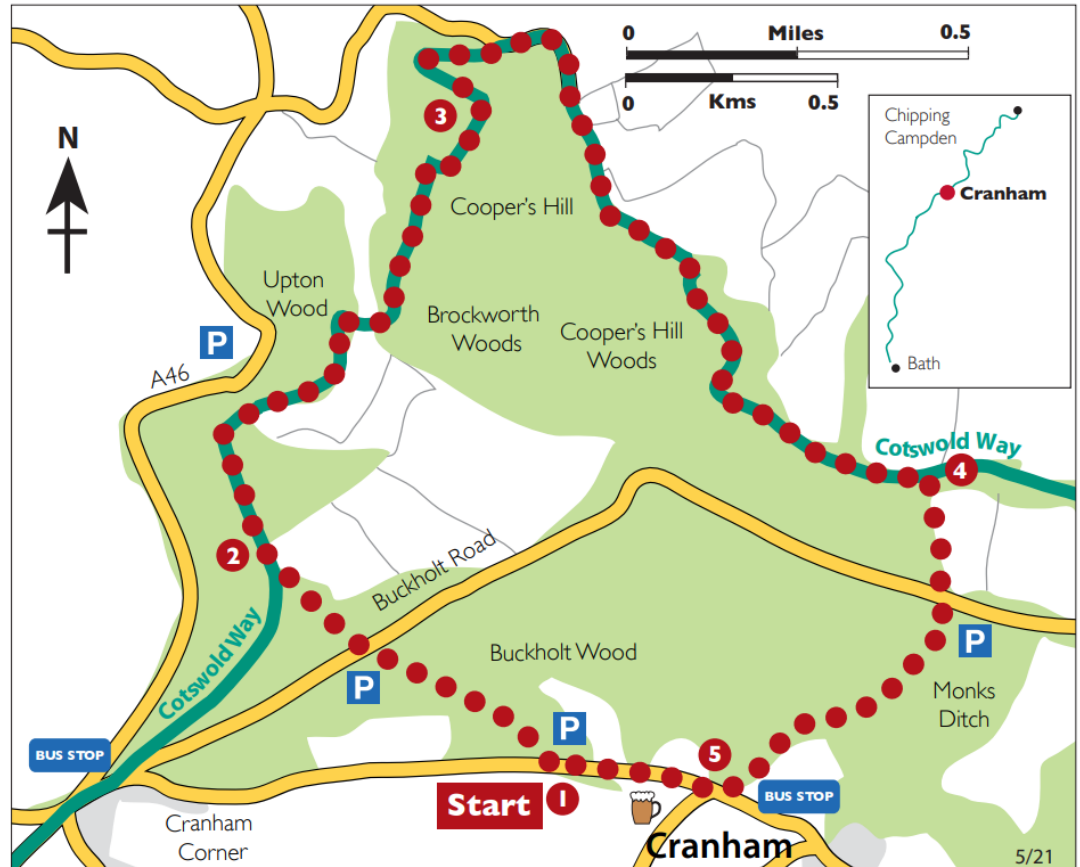 0 Miles 0.5
0 Kms 0.5
N
3
Chipping
Campden
Cranham
Bath
Cooper's Hill
Upton
Wood
Brockworth
Woods
Cooper's Hill
Woods
P
A46
Cotswold Way
4
2
Buckholt Road
Cotswold Way
Buckholt Wood
P
P
Monks
Ditch
P
BUS STOP
5
Start 1
BUS STOP
Cranham
Corner
Cranham
5/21